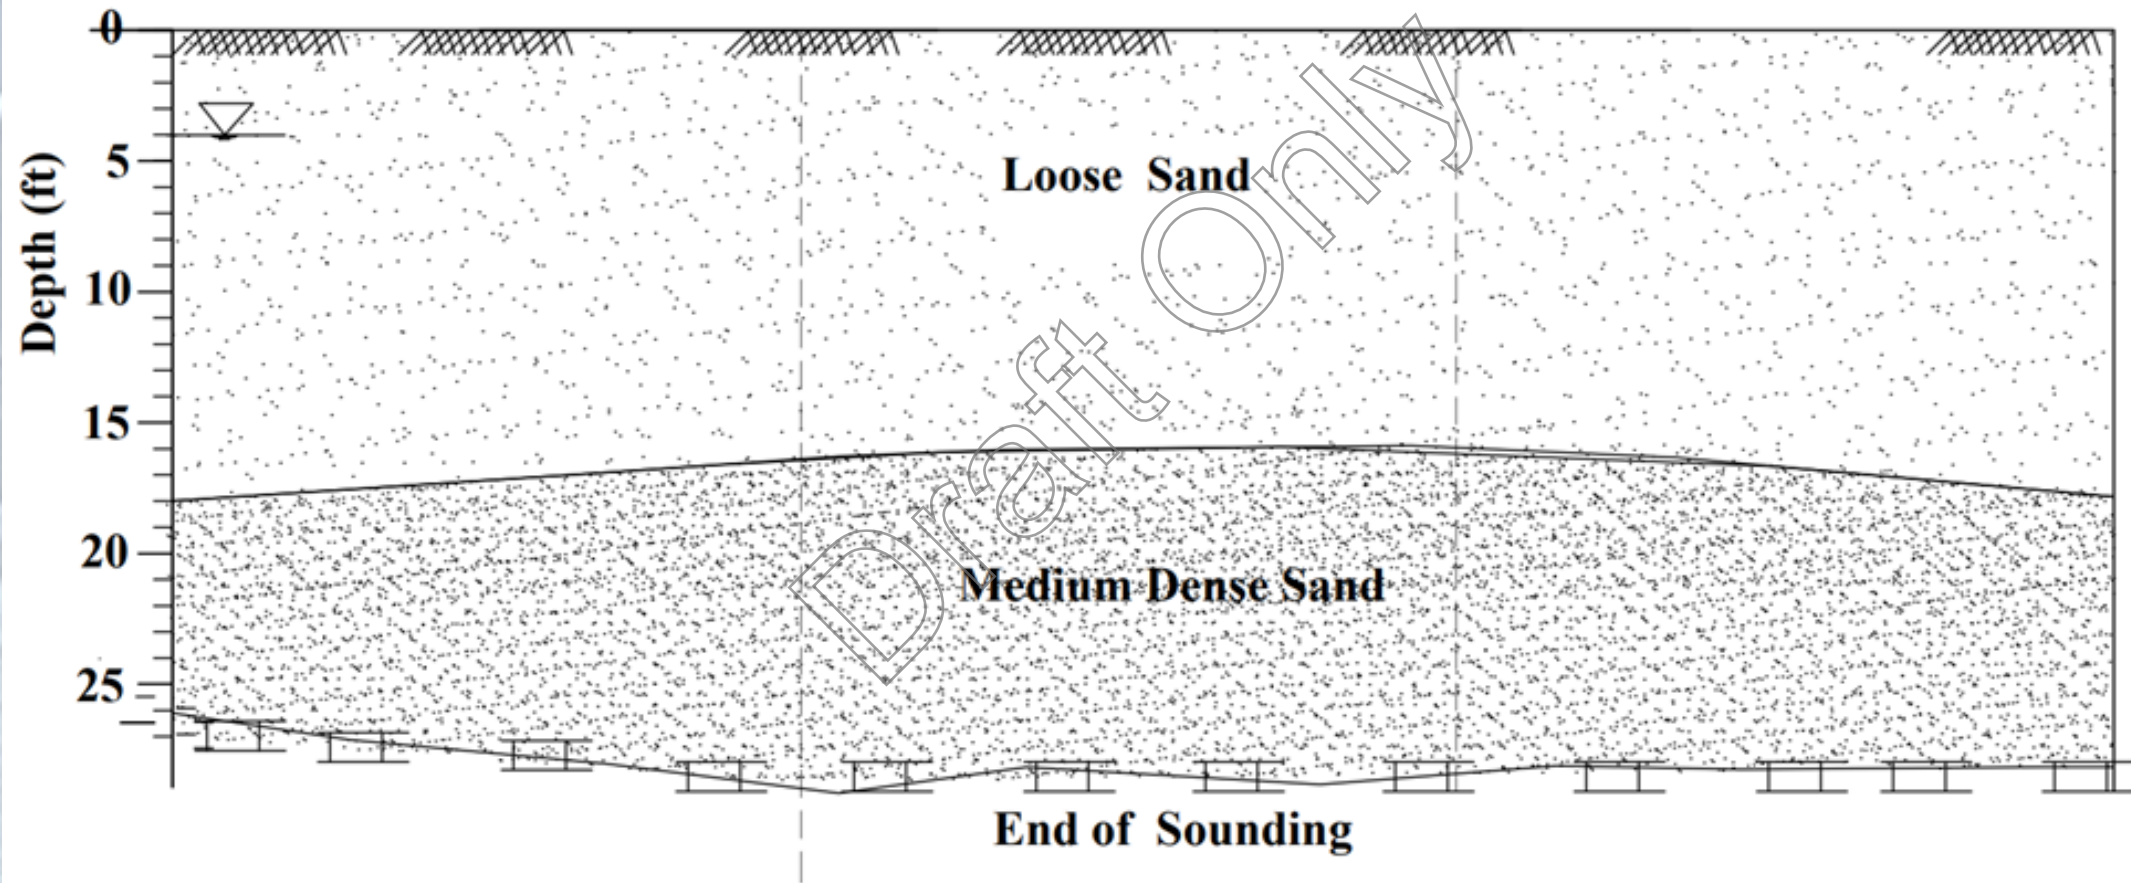 0
5
10
15
20
25
Depth (ft)
Loose Sand
Medium Dense Sand
End of Sounding
Draft Only